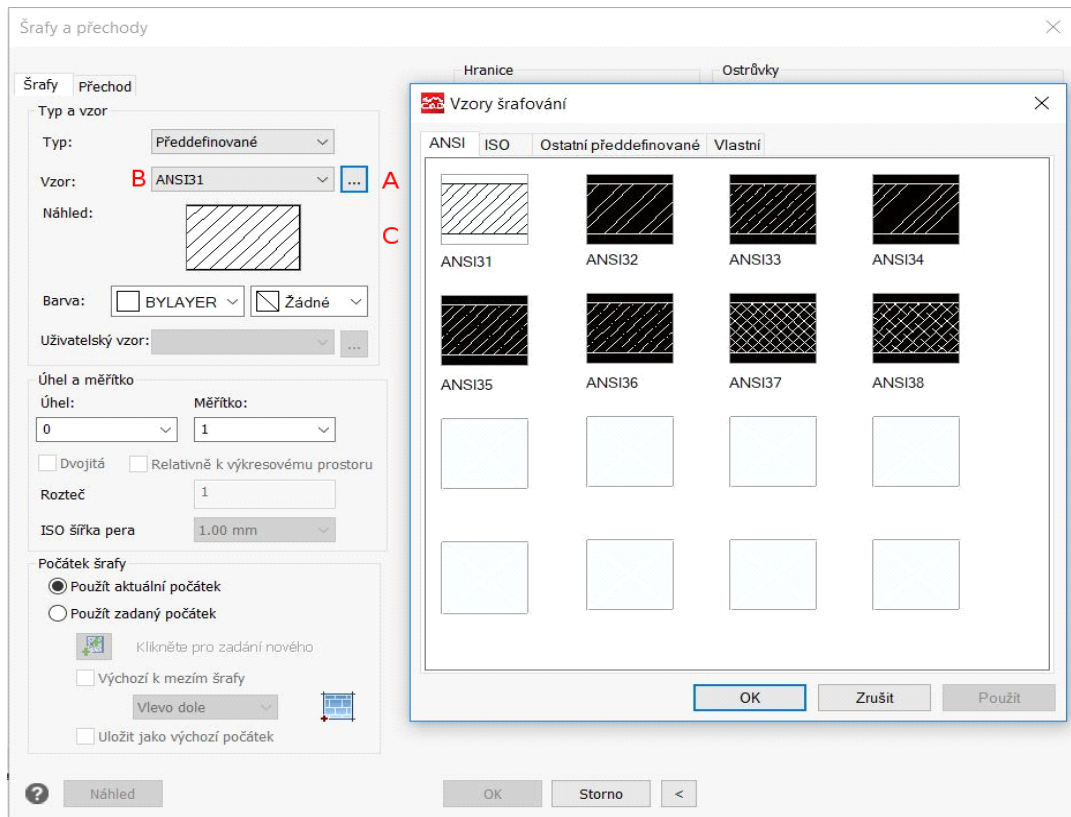 Šrafy a přechody
Šrafy Přechod
Typ a vzor
Typ: Předdefinované
Vzor: B ANSI31 ... A
Náhled:
C
Barva: BYLAYER Žádné
Uživatelský vzor: ...
Úhel a měřítko
Úhel: Měřítko:
0 1
Dvojitá Relativně k výkresovému prostoru
Rozteč 1
ISO šířka pera 1.00 mm
Počátek šrafy
Použít aktuální počátek
Použít zadaný počátek
Klikněte pro zadání nového
Výchozí k mezím šrafy
Vlevo dole
Uložit jako výchozí počátek
? Náhled OK Storno <
Hranice Ostrůvky
CAD Vzory šrafování
ANSI ISO Ostatní předdefinované Vlastní
ANSI31 ANSI32 ANSI33 ANSI34
ANSI35 ANSI36 ANSI37 ANSI38
OK Zrušit Použít